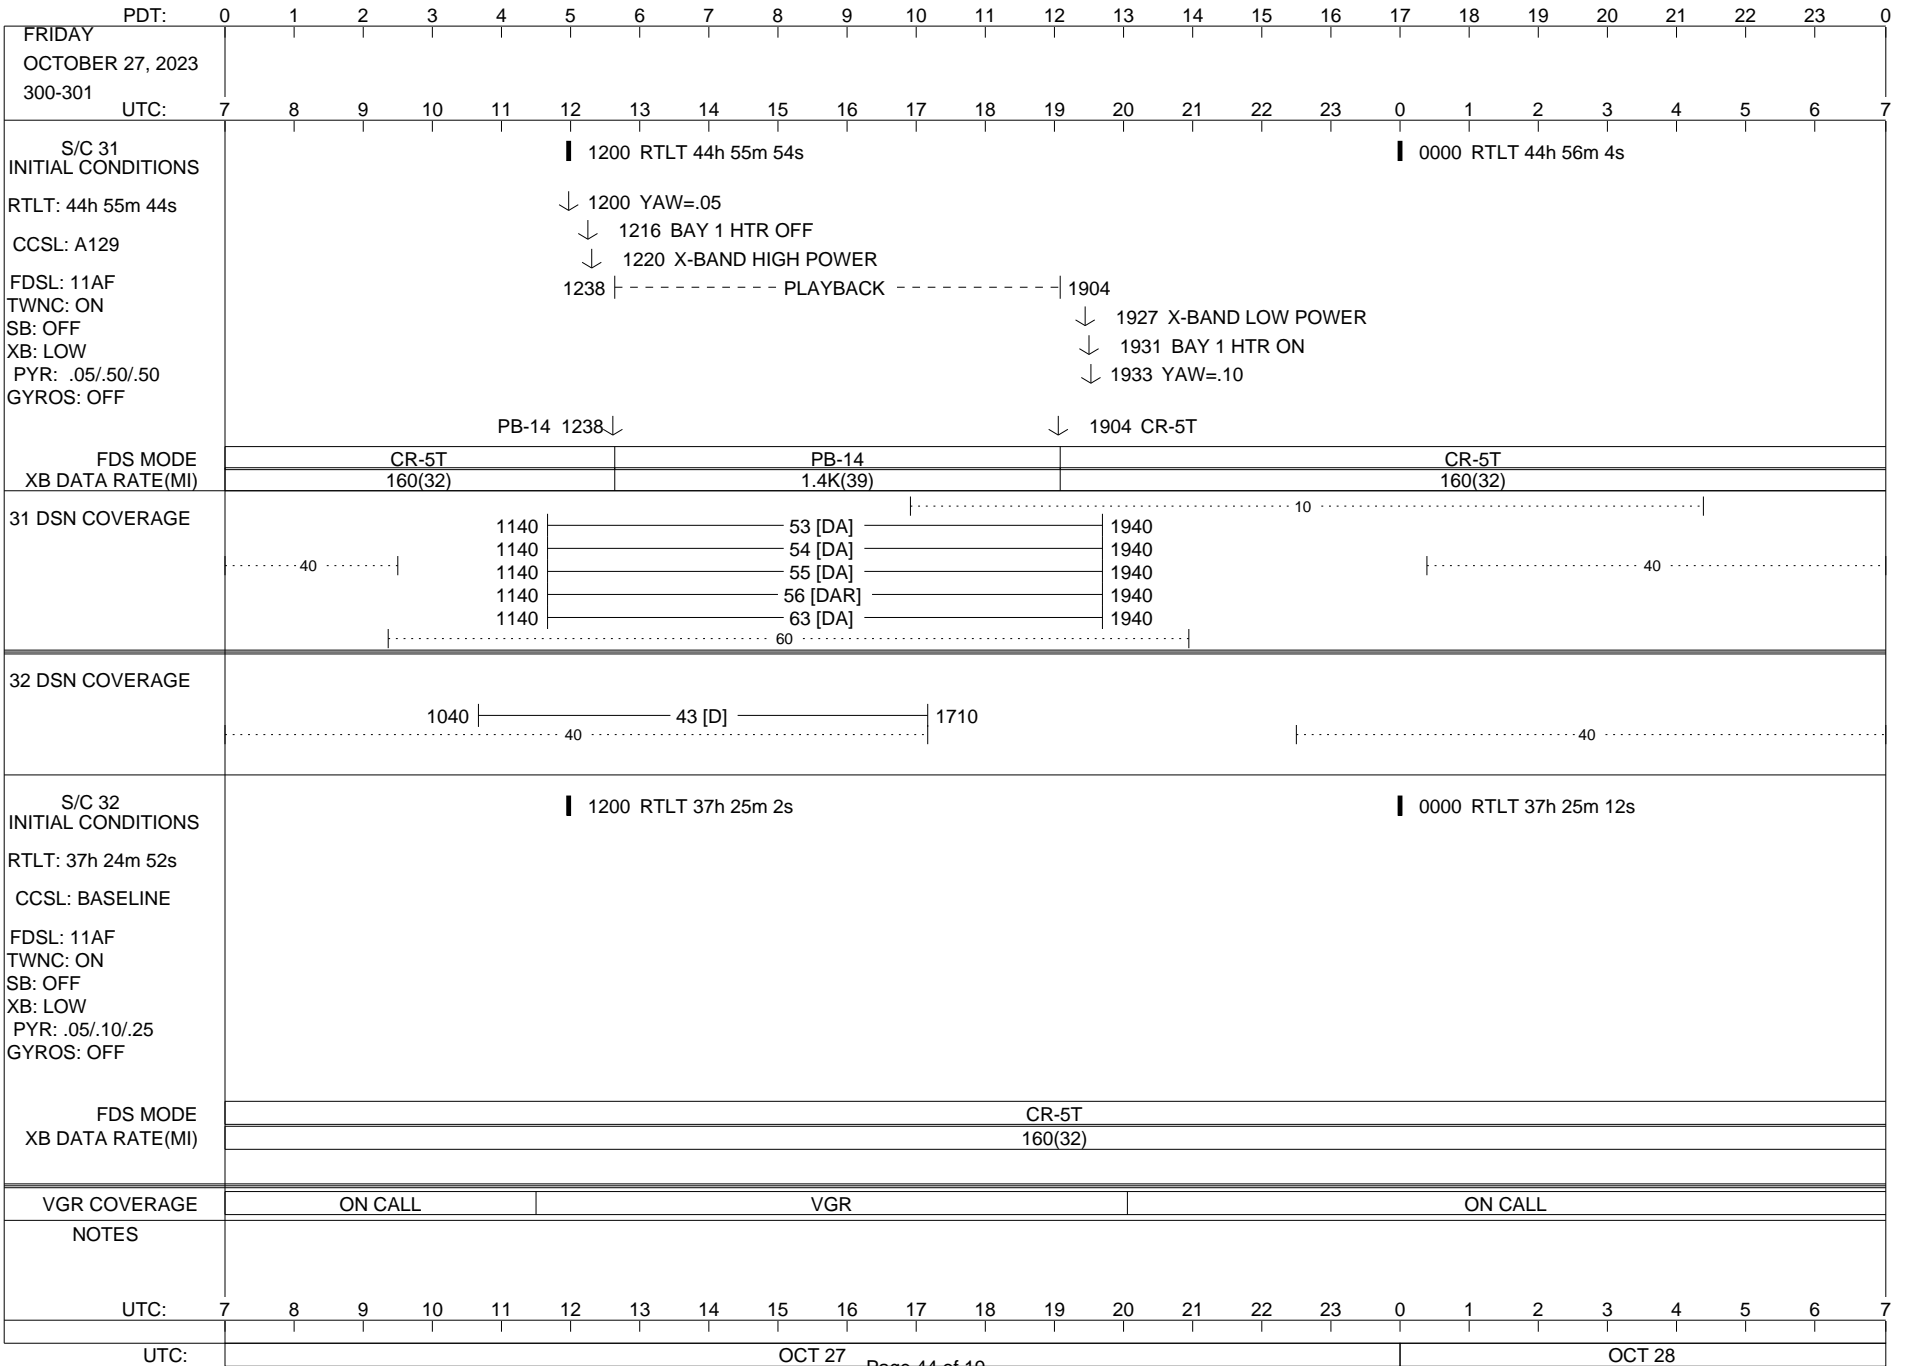 PDT: 0 1 2 3 4 5 6 7 8 9 10 11 12 13 14 15 16 17 18 19 20 21 22 23 0
FRIDAY
OCTOBER 27, 2023
300-301
UTC: 7 8 9 10 11 12 13 14 15 16 17 18 19 20 21 22 23 0 1 2 3 4 5 6 7
S/C 31
INITIAL CONDITIONS
1200 RTLT 44h 55m 54s
0000 RTLT 44h 56m 4s
RTLT: 44h 55m 44s
1200 YAW=.05
1216 BAY 1 HTR OFF
CCSL: A129
1220 X-BAND HIGH POWER
FDSL: 11AF
1238 PLAYBACK 1904
TWNC: ON
1927 X-BAND LOW POWER
SB: OFF
XB: LOW
1931 BAY 1 HTR ON
PYR: .05/.50/.50
1933 YAW=.10
GYROS: OFF
PB-14 1238
1904 CR-5T
FDS MODE CR-5T PB-14 CR-5T
XB DATA RATE(MI) 160(32) 1.4K(39) 160(32)
10
31 DSN COVERAGE
1140 53 [DA] 1940
1140 54 [DA] 1940
40
40
1140 55 [DA] 1940
1140 56 [DAR] 1940
1140 63 [DA] 1940
60
32 DSN COVERAGE
1040 43 [D] 1710
40
40
S/C 32
INITIAL CONDITIONS
1200 RTLT 37h 25m 2s
0000 RTLT 37h 25m 12s
RTLT: 37h 24m 52s
CCSL: BASELINE
FDSL: 11AF
TWNC: ON
SB: OFF
XB: LOW
PYR: .05/.10/.25
GYROS: OFF
FDS MODE CR-5T
XB DATA RATE(MI) 160(32)
VGR COVERAGE ON CALL VGR ON CALL
NOTES
UTC: 7 8 9 10 11 12 13 14 15 16 17 18 19 20 21 22 23 0 1 2 3 4 5 6 7
UTC: OCT 27 OCT 28
Page 44 of 19